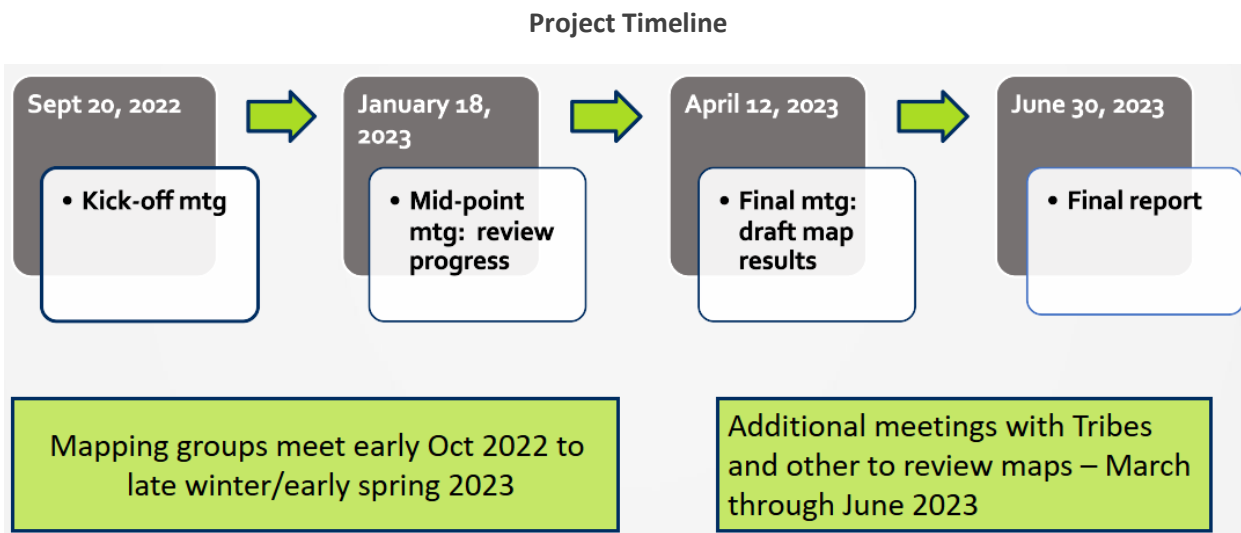 Project Timeline
Sept 20, 2022
• Kick-off mtg
January 18,
2023
• Mid-point
mtg: review
progress
April 12, 2023
• Final mtg:
draft map
results
June 30, 2023
• Final report
Mapping groups meet early Oct 2022 to
late winter/early spring 2023
Additional meetings with Tribes
and other to review maps – March
through June 2023